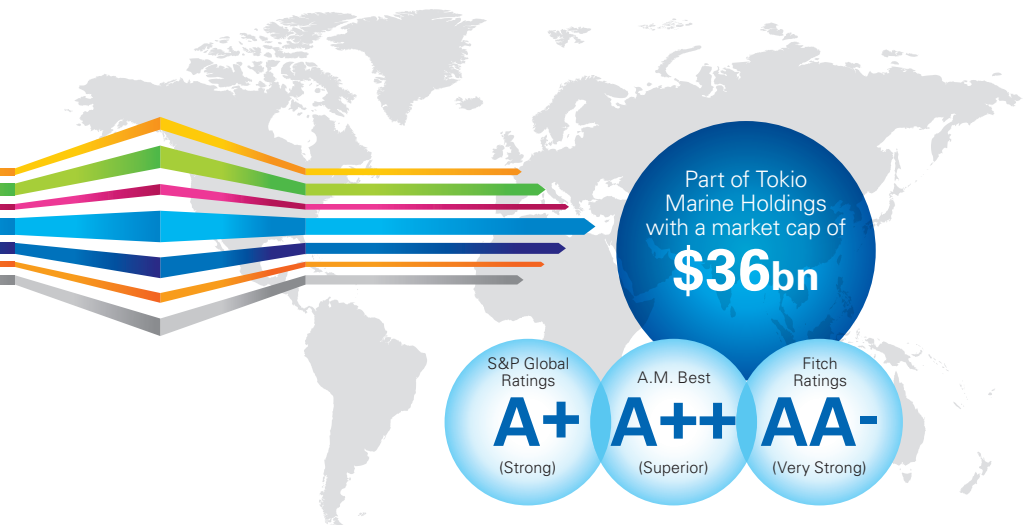 Part of Tokio
Marine Holdings
with a market cap of
$36bn
S&P Global
Ratings
A+
(Strong)
A.M. Best
A++
(Superior)
Fitch
Ratings
AA-
(Very Strong)